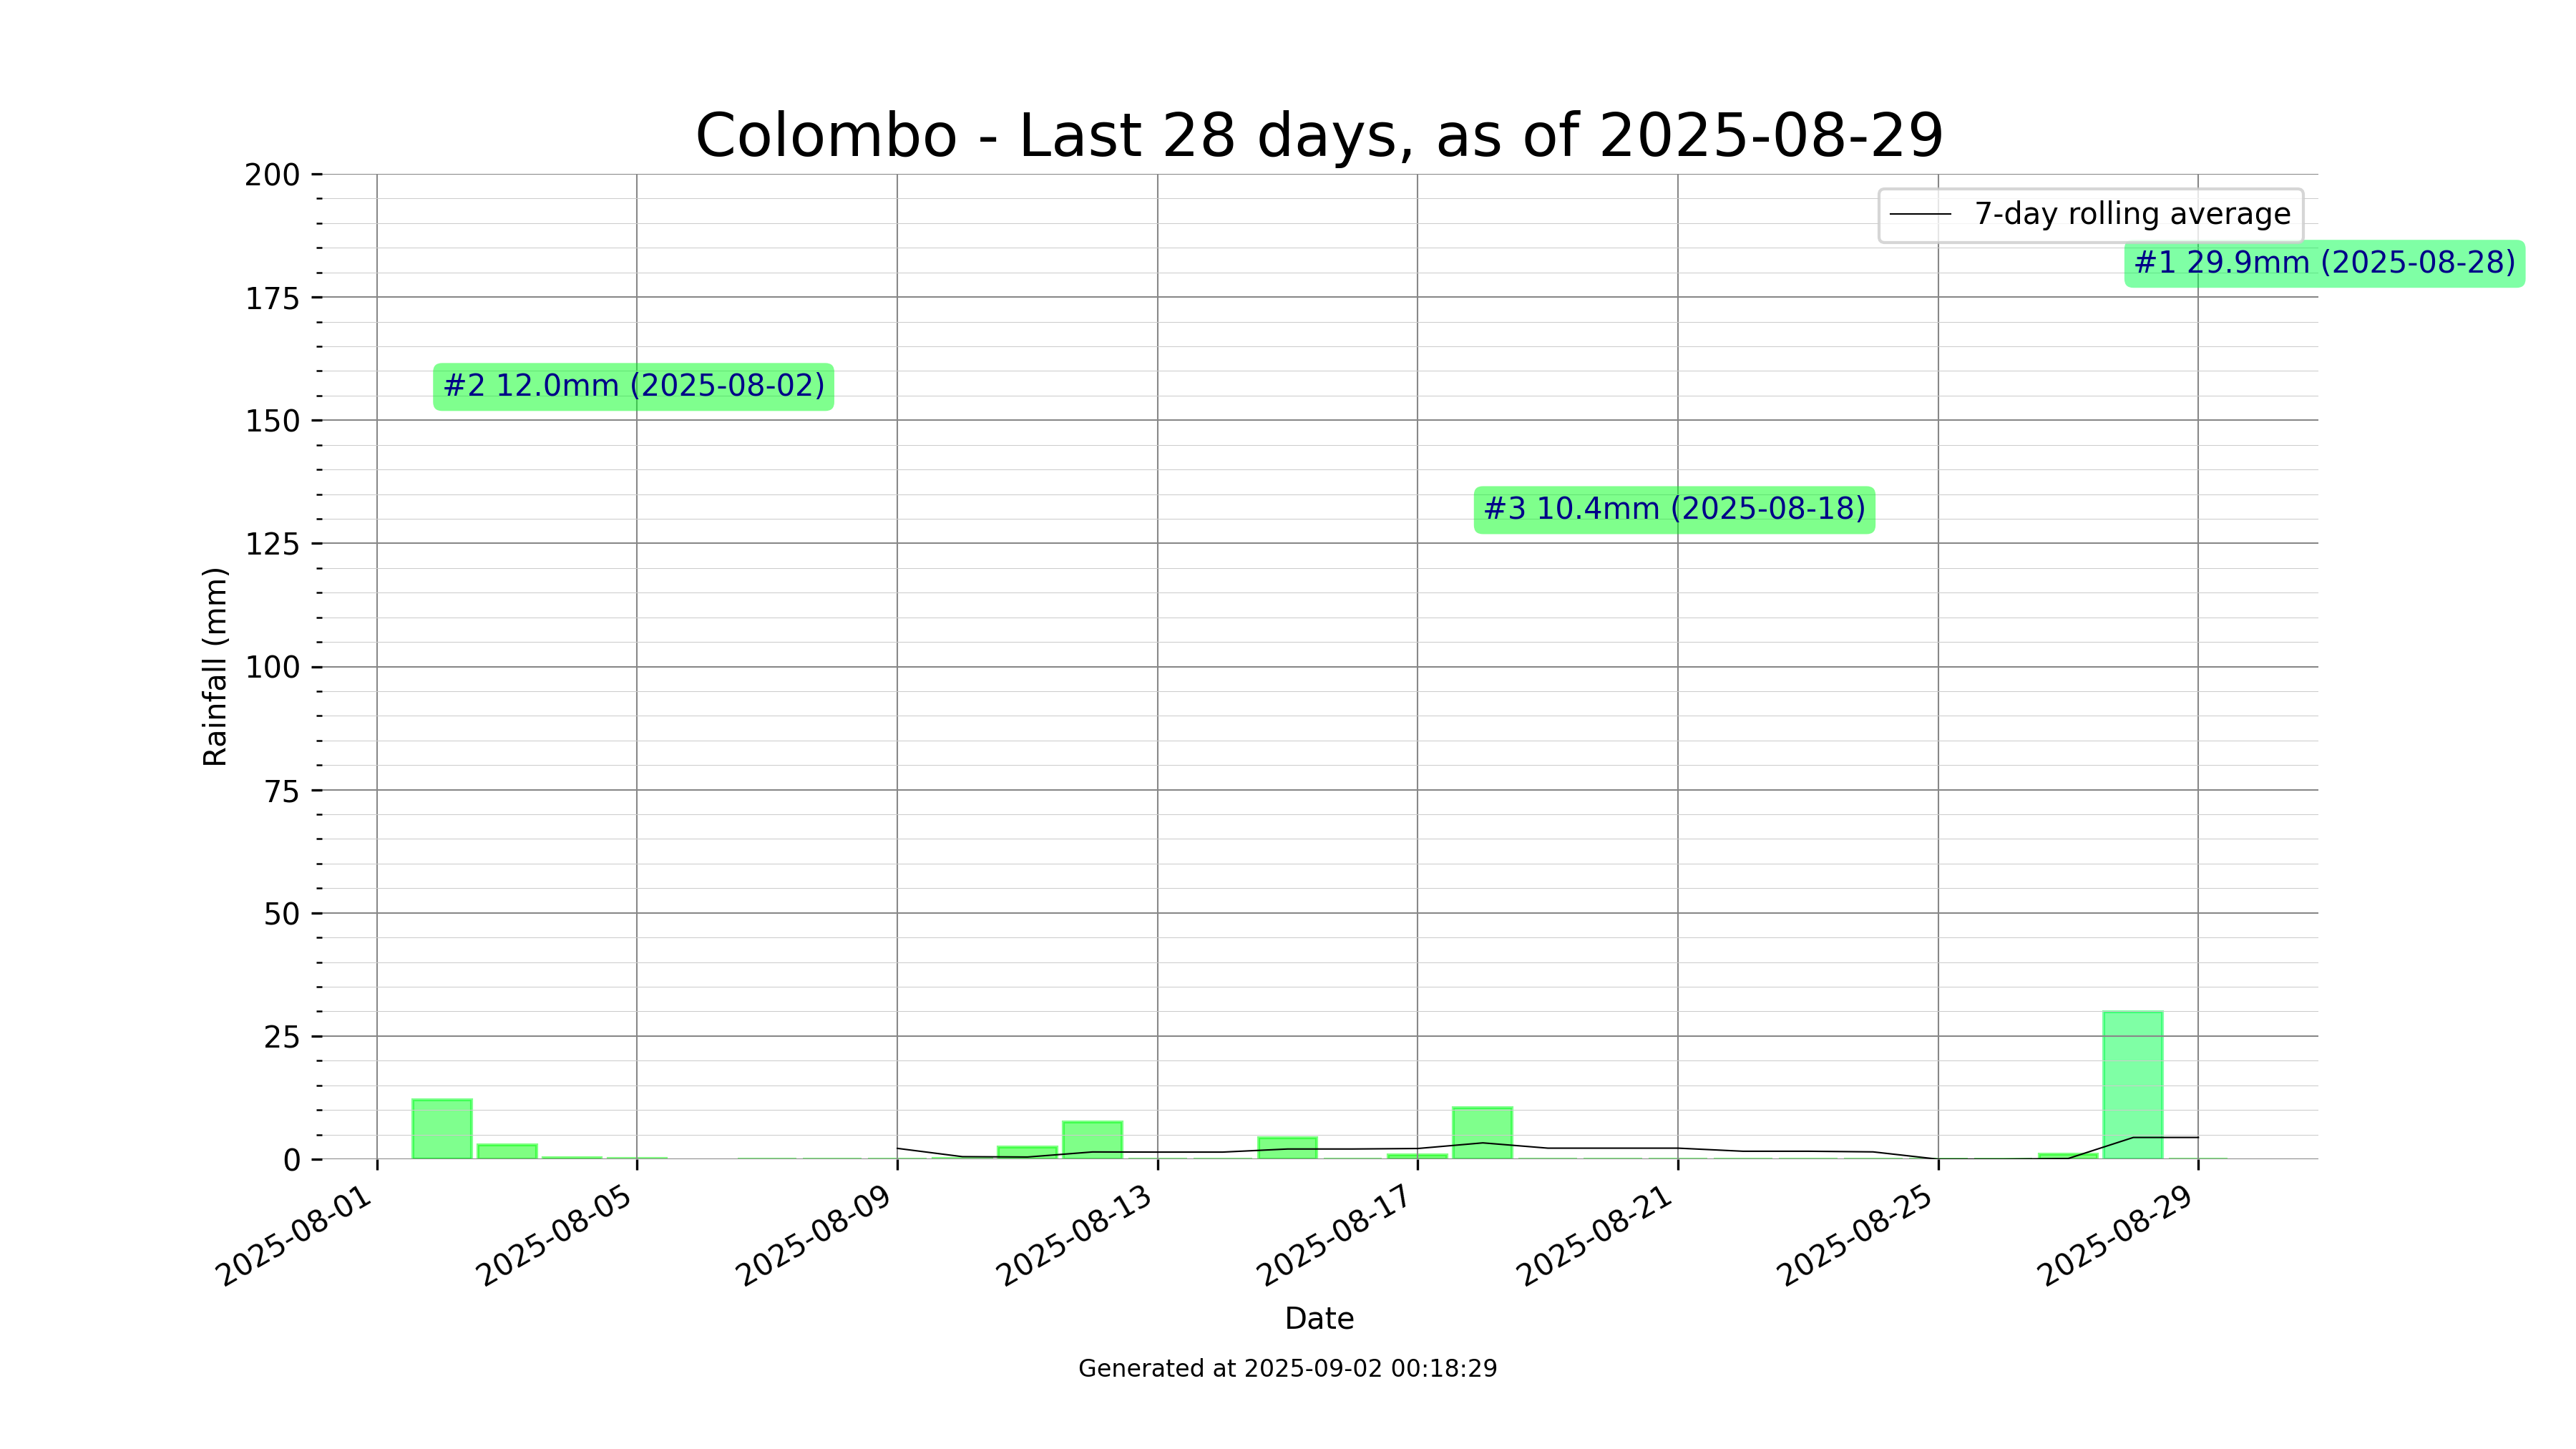 Colombo - Last 28 days, as of 2025-08-29
200
175
150
125
100
75
50
25
0
Rainfall (mm)
7-day rolling average
#1 29.9mm (2025-08-28)
#2 12.0mm (2025-08-02)
#3 10.4mm (2025-08-18)
2025-08-01
2025-08-05
2025-08-09
2025-08-13
2025-08-17
2025-08-21
2025-08-25
2025-08-29
Date
Generated at 2025-09-02 00:18:29